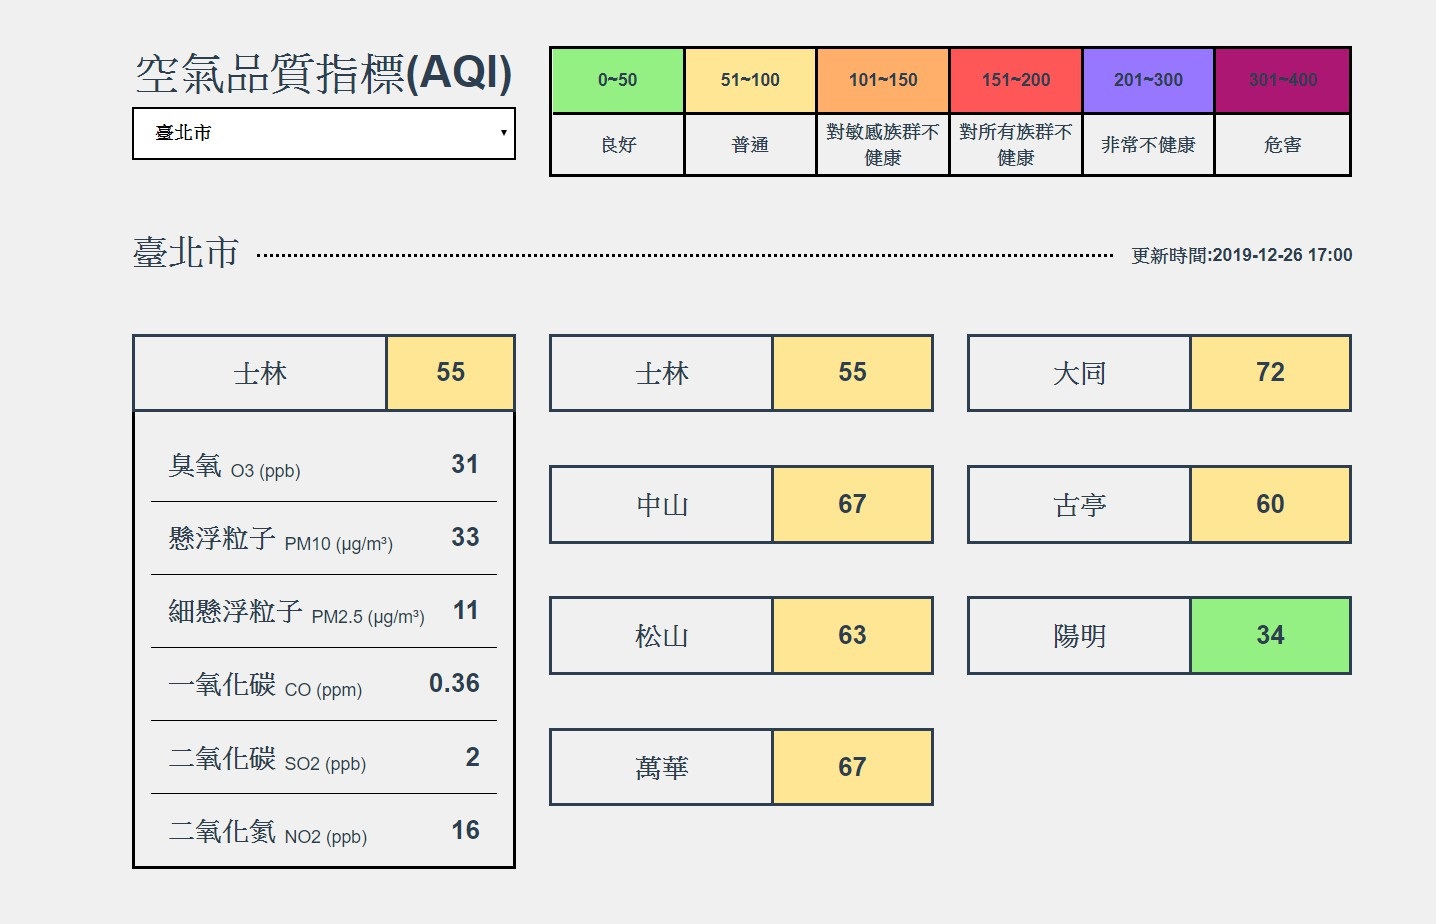 空氣品質指標(AQI)
臺北市
0~50
51~100
101~150
151~200
201~300
301~400
良好
普通
對敏感族群不
健康
對所有族群不
健康
非常不健康
危害
臺北市
更新時間:2019-12-26 17:00
士林 55
臭氧 O3 (ppb) 31
懸浮粒子 PM10 (μg/m³) 33
細懸浮粒子 PM2.5 (μg/m³) 11
一氧化碳 CO (ppm) 0.36
二氧化碳 SO2 (ppb) 2
二氧化氮 NO2 (ppb) 16
士林 55
大同 72
中山 67
古亭 60
松山 63
陽明 34
萬華 67